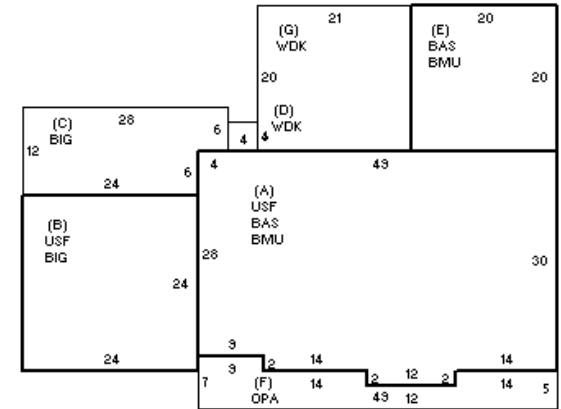 21
20
(G)
WDK
(E)
BAS
BMU
20
20
28
(C)
BIG
12
6
(D)
WDK
4
4
6
4
49
24
(A)
USF
BAS
BMU
(B)
USF
BIG
28
30
24
9
24
9
2
14
14
7
(F)
OPA
14
2
12
2
14
5
49
12